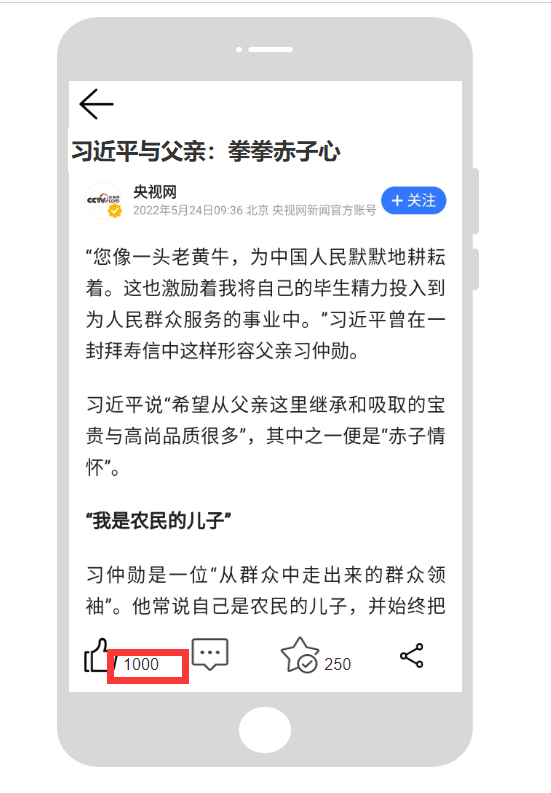 习近平与父亲：拳拳赤子心
CCTV.com 央视网
2022年5月24日09:36 北京 央视网新闻官方账号
+ 关注
“您像一头老黄牛，为中国人民默默地耕耘
着。这也激励着我将自己的毕生精力投入到
为人民群众服务的事业中。”习近平曾在一
封拜寿信中这样形容父亲习仲勋。
习近平说“希望从父亲这里继承和吸取的宝
贵与高尚品质很多”，其中之一便是“赤子情
怀”。
“我是农民的儿子”
习仲勋是一位“从群众中走出来的群众领
袖”。他常说自己是农民的儿子，并始终把
1000
250